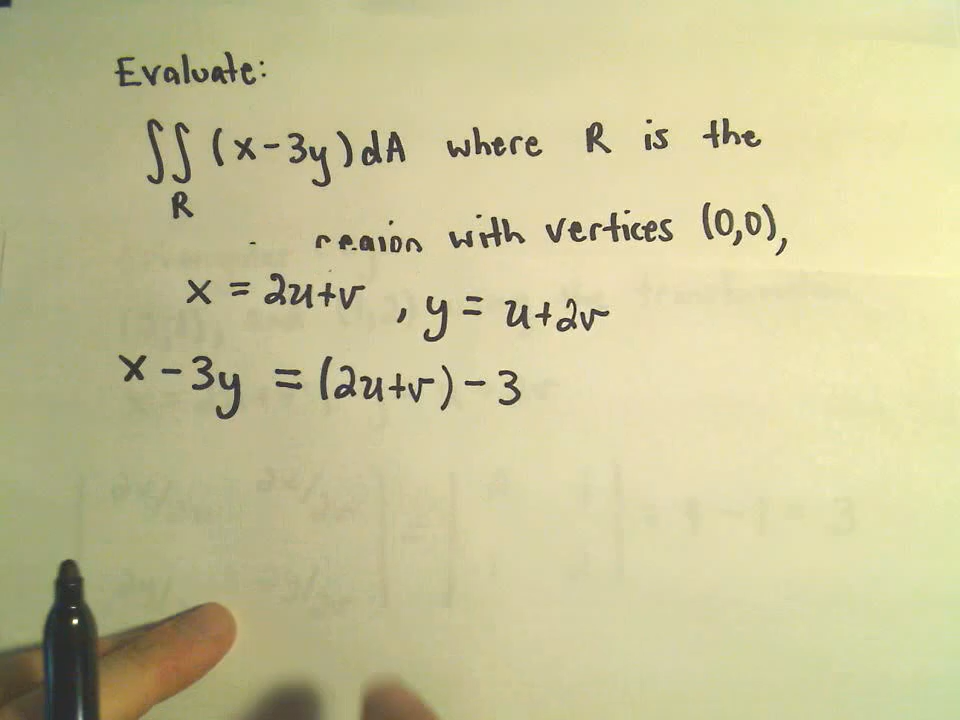 Evaluate:
∬ (x-3y)dA where R is the
R
region with vertices (0,0),
x = 2u+v , y = u+2v
x - 3y = (2u+v) - 3